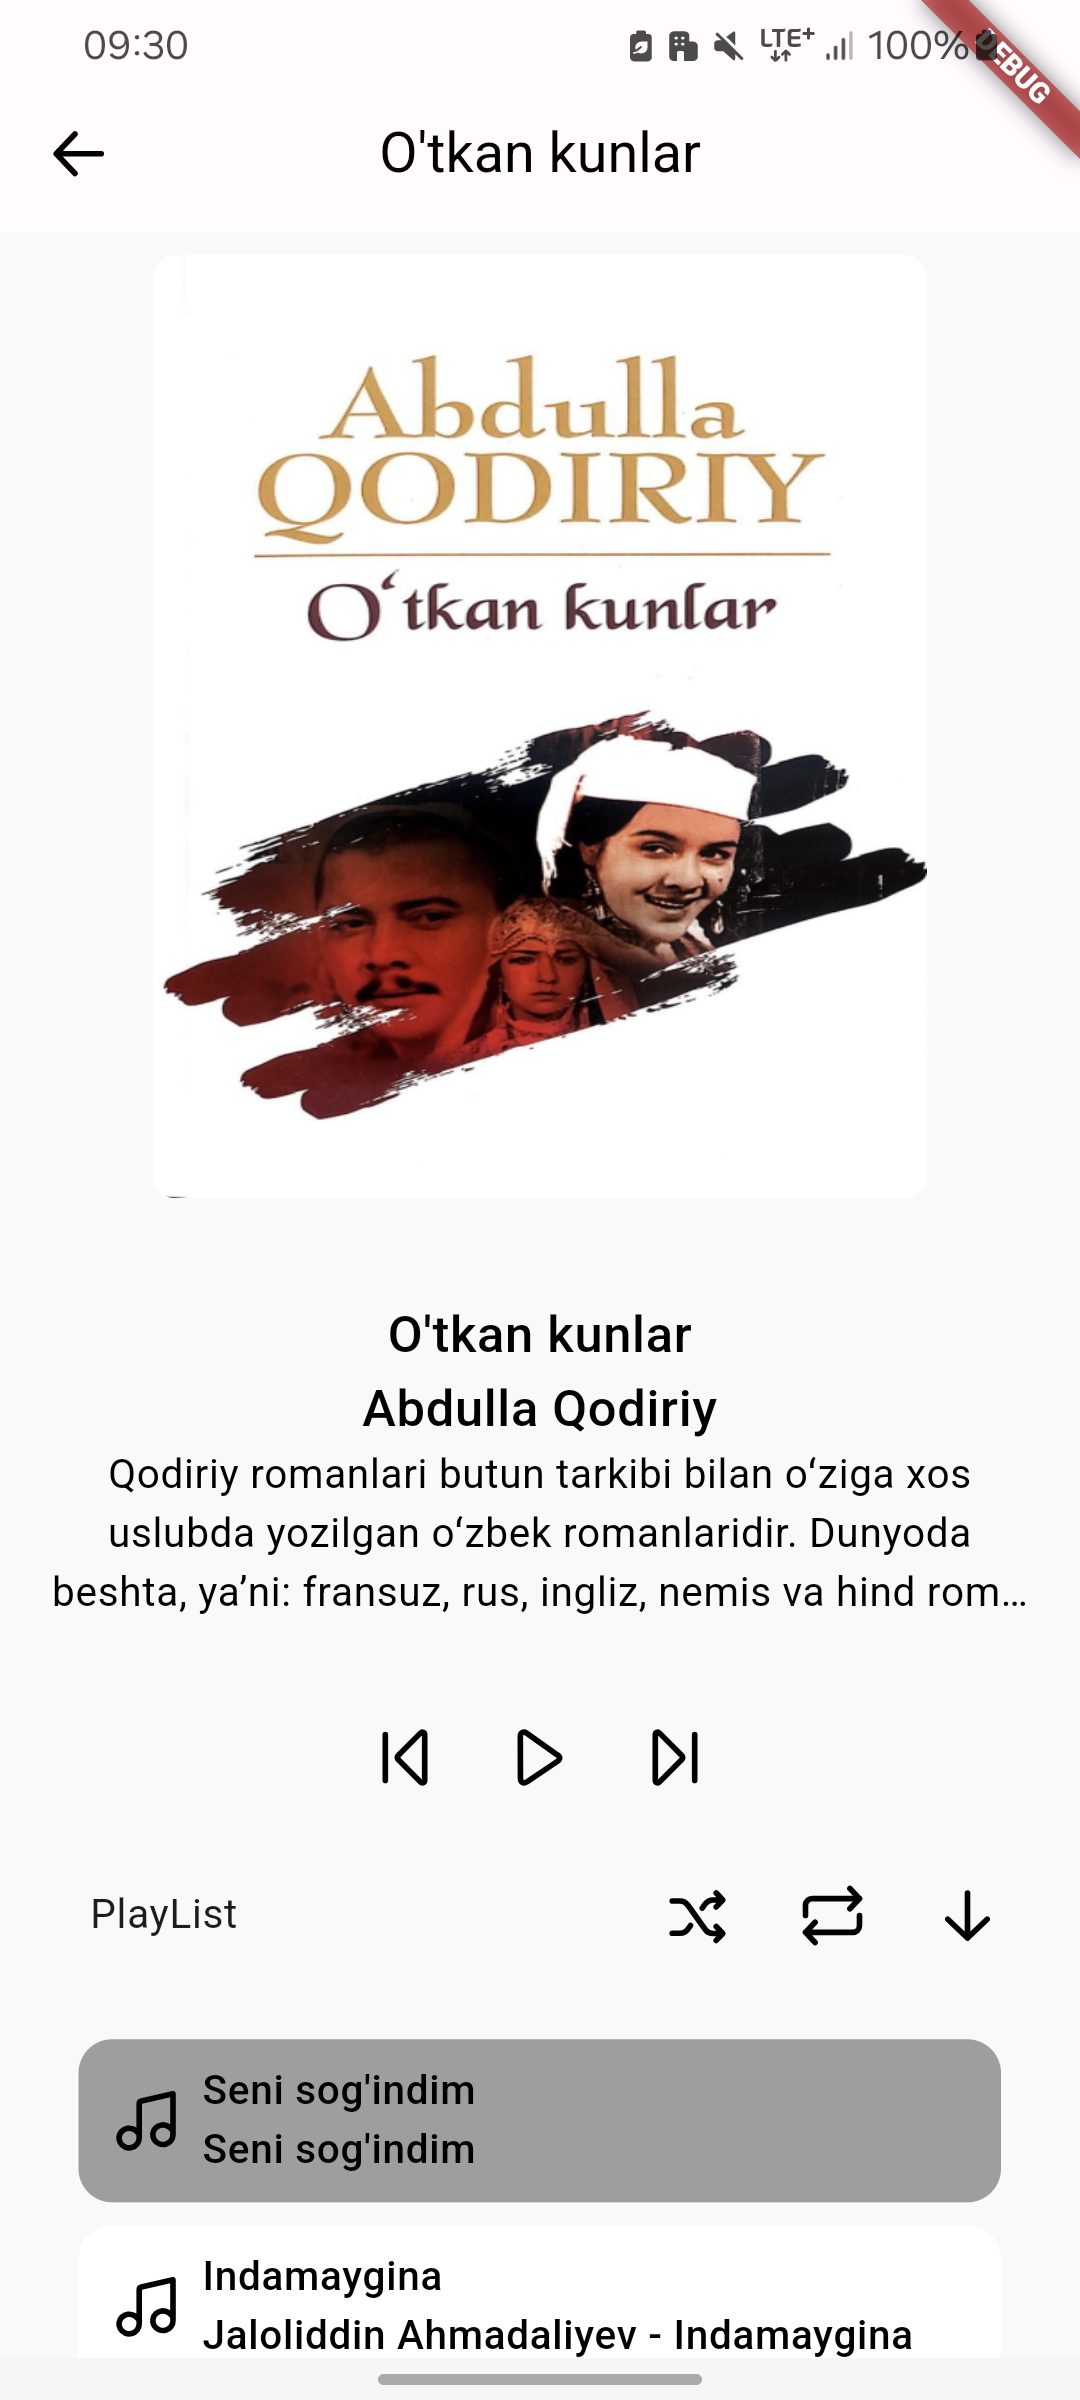 09:30
LTE+
100%
DEBUG
O'tkan kunlar
Abdulla
QODIRIY
O‘tkan kunlar
O'tkan kunlar
Abdulla Qodiriy
Qodiriy romanlari butun tarkibi bilan o‘ziga xos
uslubda yozilgan o‘zbek romanlaridir. Dunyoda
beshta, ya’ni: fransuz, rus, ingliz, nemis va hind rom…
PlayList
Seni sog'indim
Seni sog'indim
Indamaygina
Jaloliddin Ahmadaliyev - Indamaygina